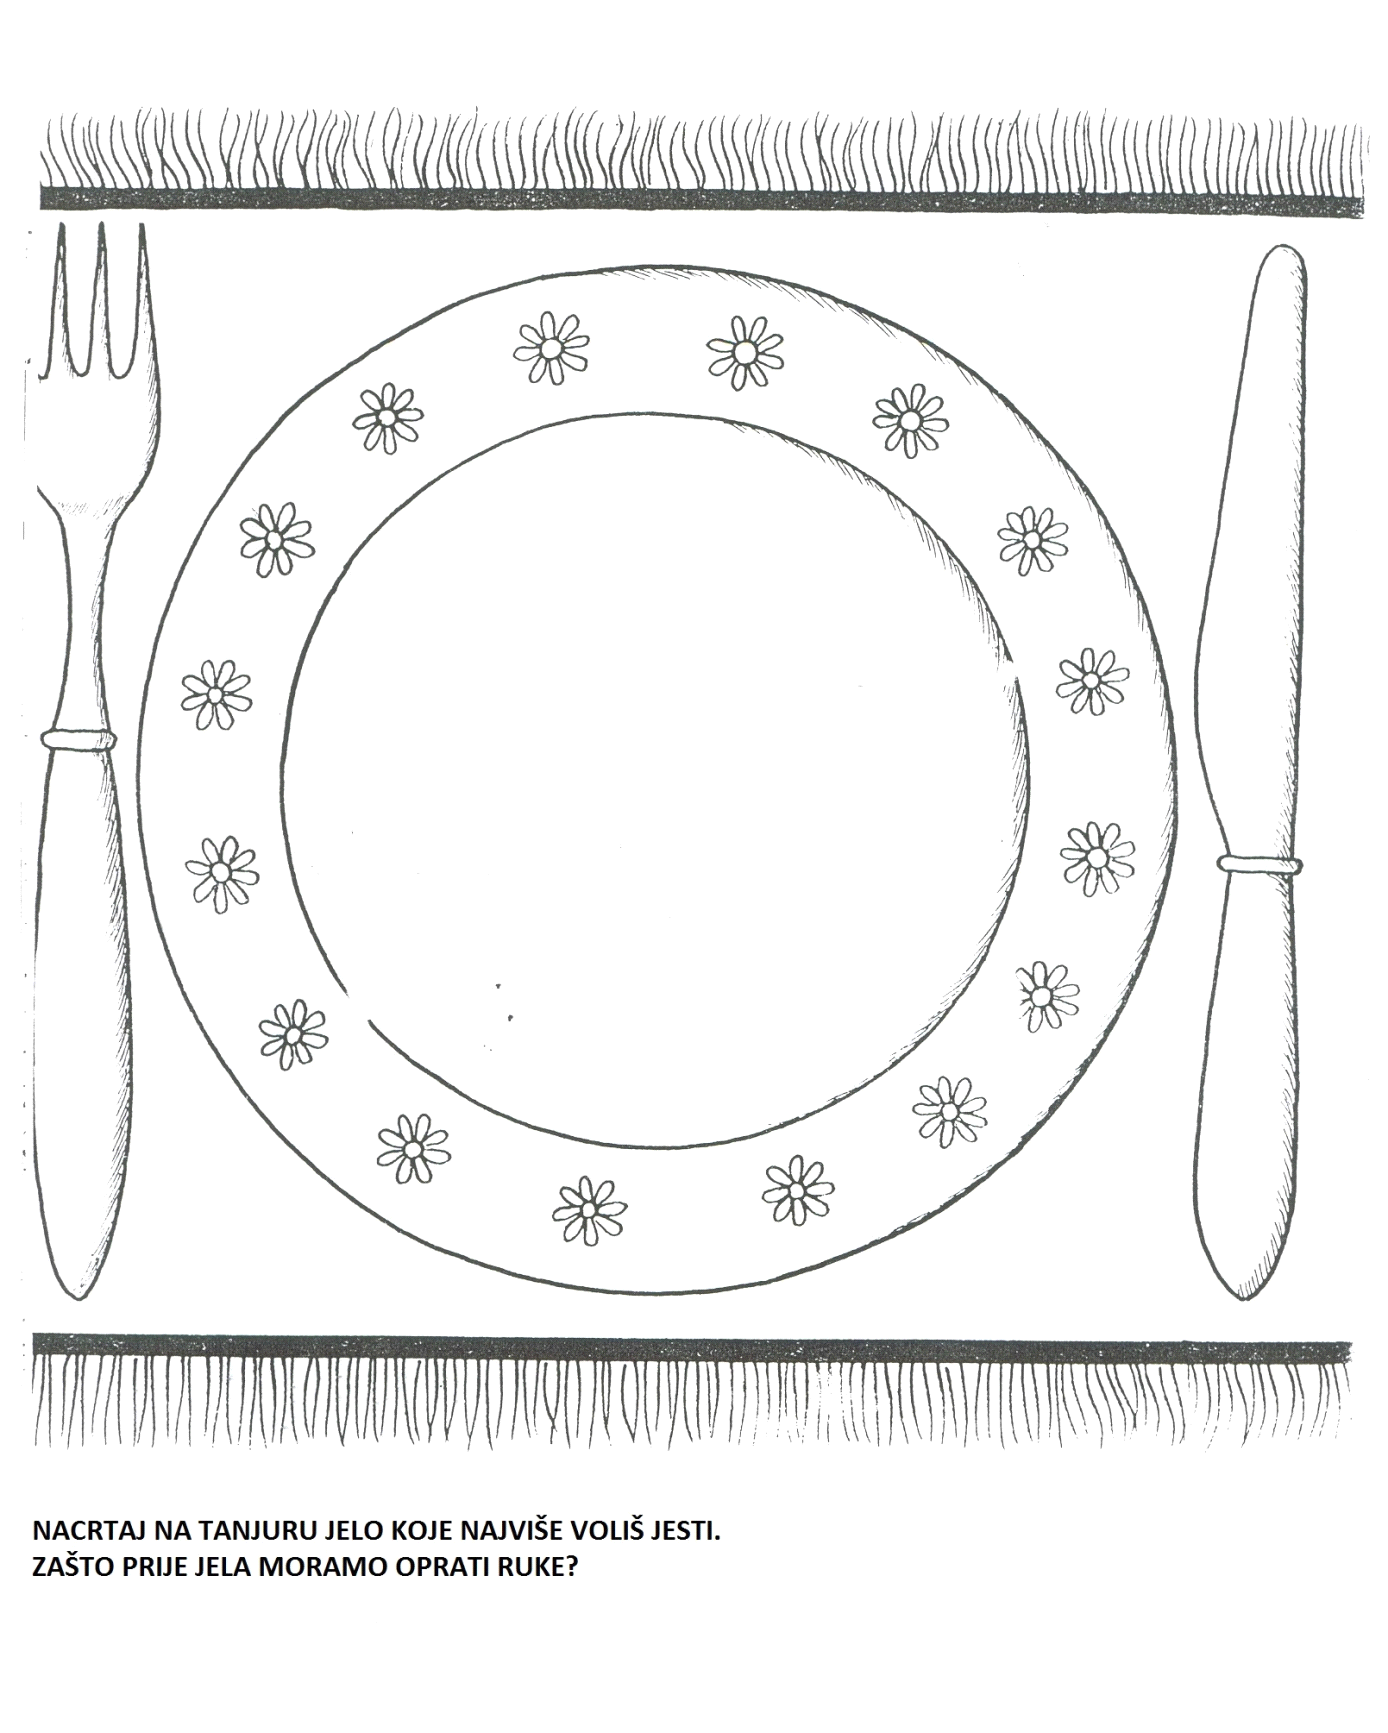 NACRTAJ NA TANJURU JELO KOJE NAJVIŠE VOLIŠ JESTI.
ZAŠTO PRIJE JELA MORAMO OPRATI RUKE?